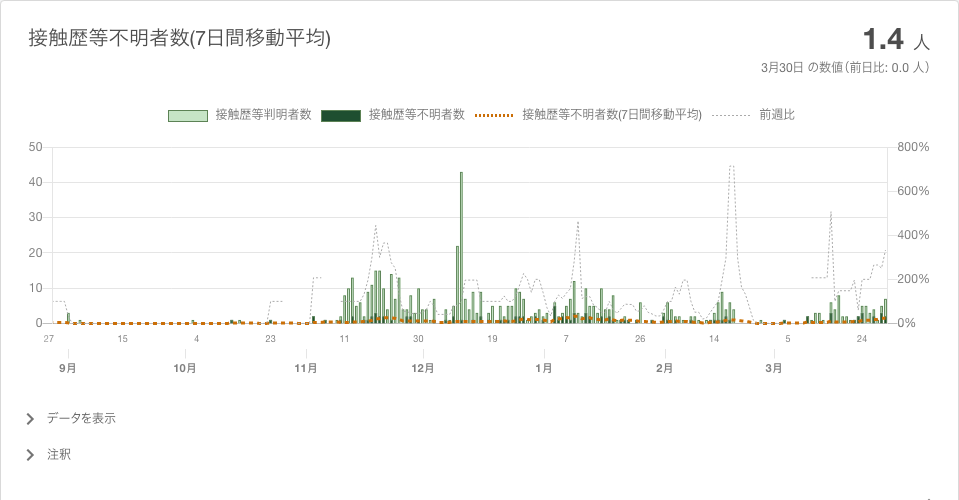 接触歴等不明者数(7日間移動平均)
1.4 人
3月30日 の数値（前日比: 0.0 人）
接触歴等判明者数 接触歴等不明者数 接触歴等不明者数(7日間移動平均) 前週比
50 800%
40 600%
30 400%
20
10 200%
0 0%
27 15 4 23 11 30 19 7 26 14 5 24
9月 10月 11月 12月 1月 2月 3月
データを表示
注釈